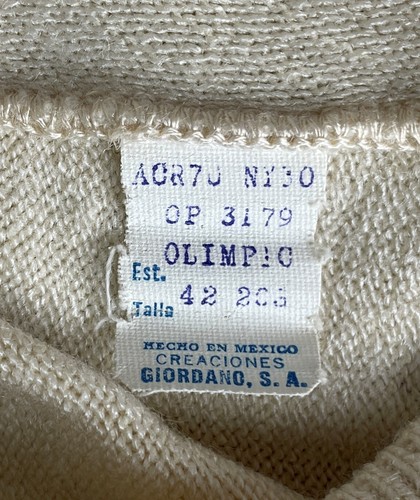 ACR70 NY30
OP 3179
OLIMPIC
Est.
Talla 42
HECHO EN MEXICO
CREACIONES
GIORDANO, S. A.